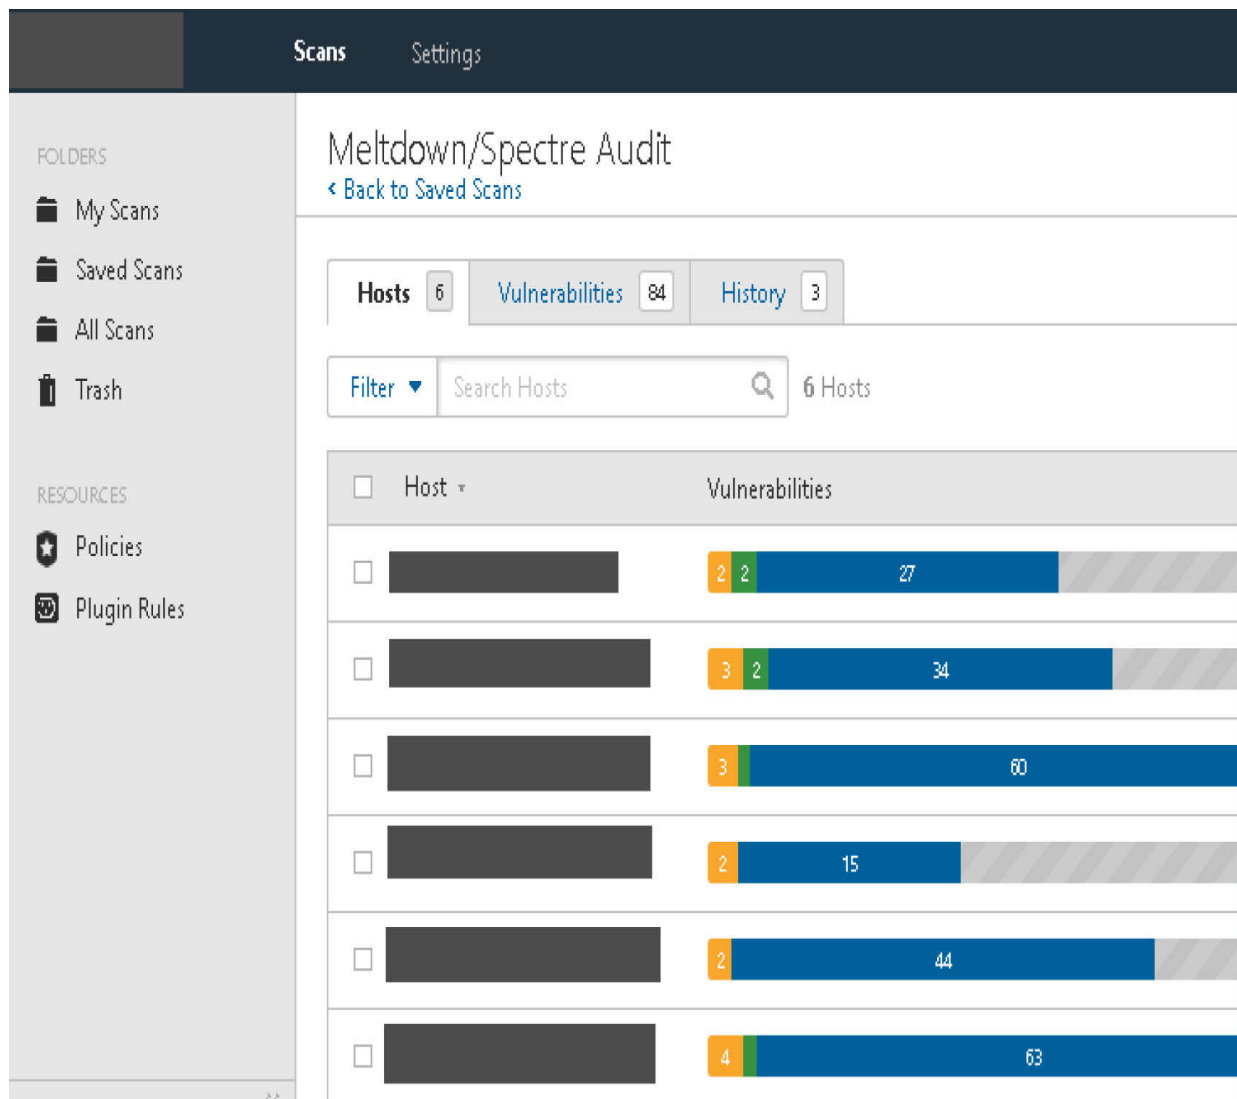 Scans Settings
FOLDERS
My Scans
Saved Scans
All Scans
Trash
RESOURCES
Policies
Plugin Rules
Meltdown/Spectre Audit
< Back to Saved Scans
Hosts 6 Vulnerabilities 84 History 3
Filter Search Hosts 6 Hosts
Host Vulnerabilities
2 2 27
3 2 34
3 60
2 15
2 44
4 63